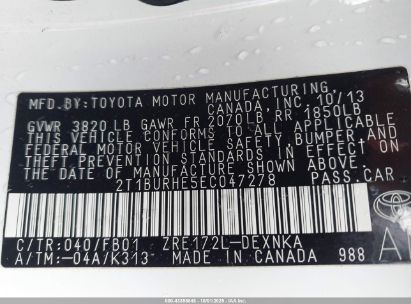 MFD.BY:TOYOTA MOTOR MANUFACTURING
CANADA, INC, 10/13
GVWR 3820 LB GAWR FR 2070LB, RR 1850LB
THIS VEHICLE CONFORMS TO ALL APPLICABLE
FEDERAL MOTOR VEHICLE SAFETY, BUMPER, AND
THEFT PREVENTION STANDARDS IN EFFECT ON
THE DATE OF MANUFACTURE SHOWN ABOVE.
2T1BURHE5EC047278 PASS.CAR
C/TR:040/FB01 ZRE172L-DEXNKA
A/TM:-04A/K313 MADE IN CANADA 988
TOYOTA
A